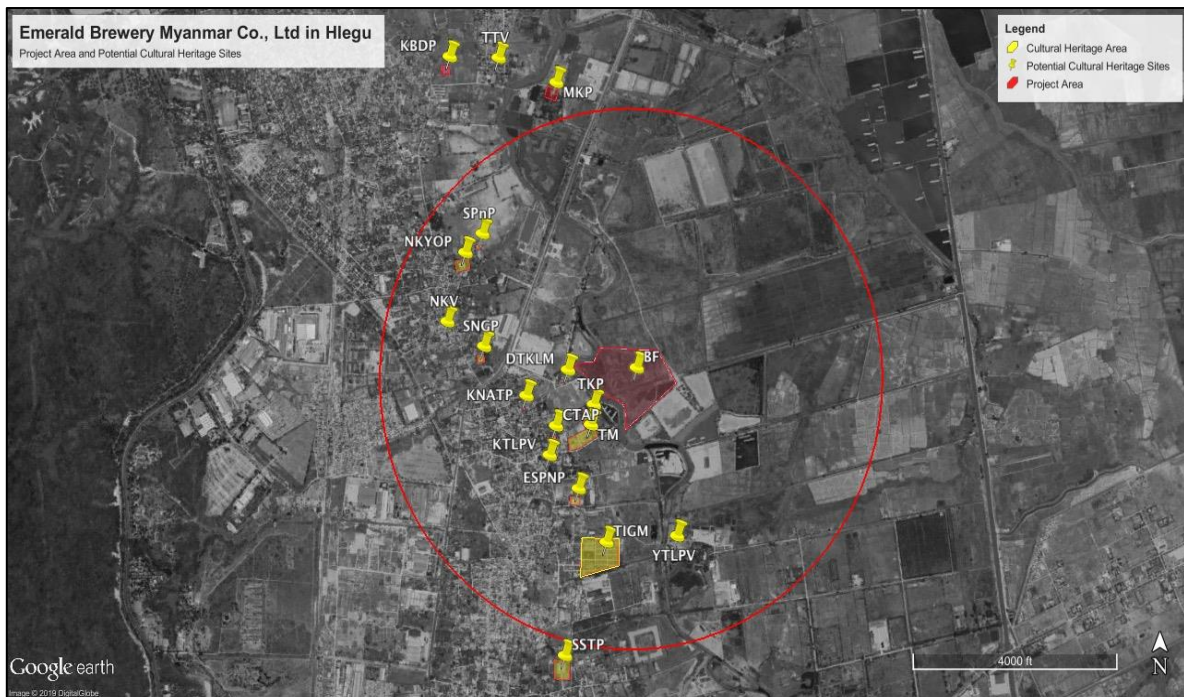 Emerald Brewery Myanmar Co., Ltd in Hlegu
Project Area and Potential Cultural Heritage Sites
Legend
Cultural Heritage Area
Potential Cultural Heritage Sites
Project Area
KBDP
TTV
MKP
SPnP
NKYOP
NKV
SNGP
DTKLM
BF
TKP
KNATP
CTAP
TM
KTLPV
ESPNP
TIGM
YTLPV
SSTP
Google earth
Image © 2019 DigitalGlobe
4000 ft
N